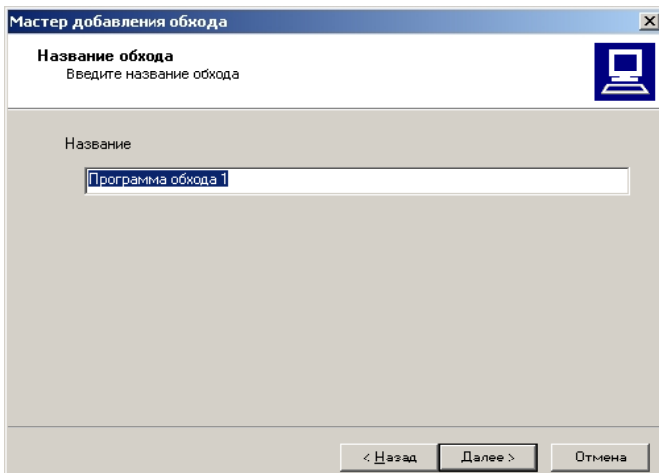 Мастер добавления обхода
Название обхода
Введите название обхода
Название
Программа обхода 1
< Назад Далее > Отмена